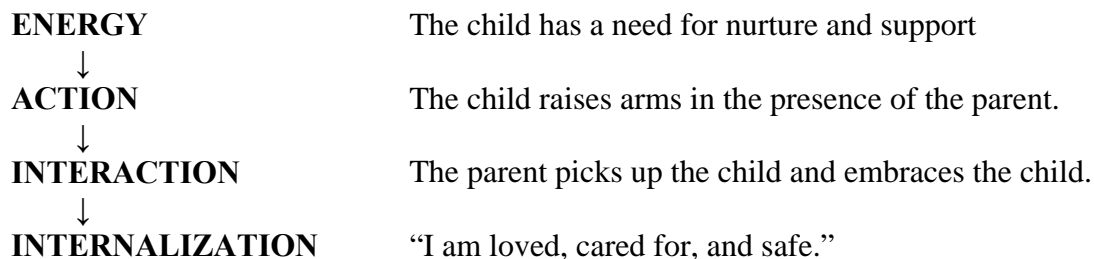 ENERGY The child has a need for nurture and support
↓
ACTION The child raises arms in the presence of the parent.
↓
INTERACTION The parent picks up the child and embraces the child.
↓
INTERNALIZATION “I am loved, cared for, and safe.”